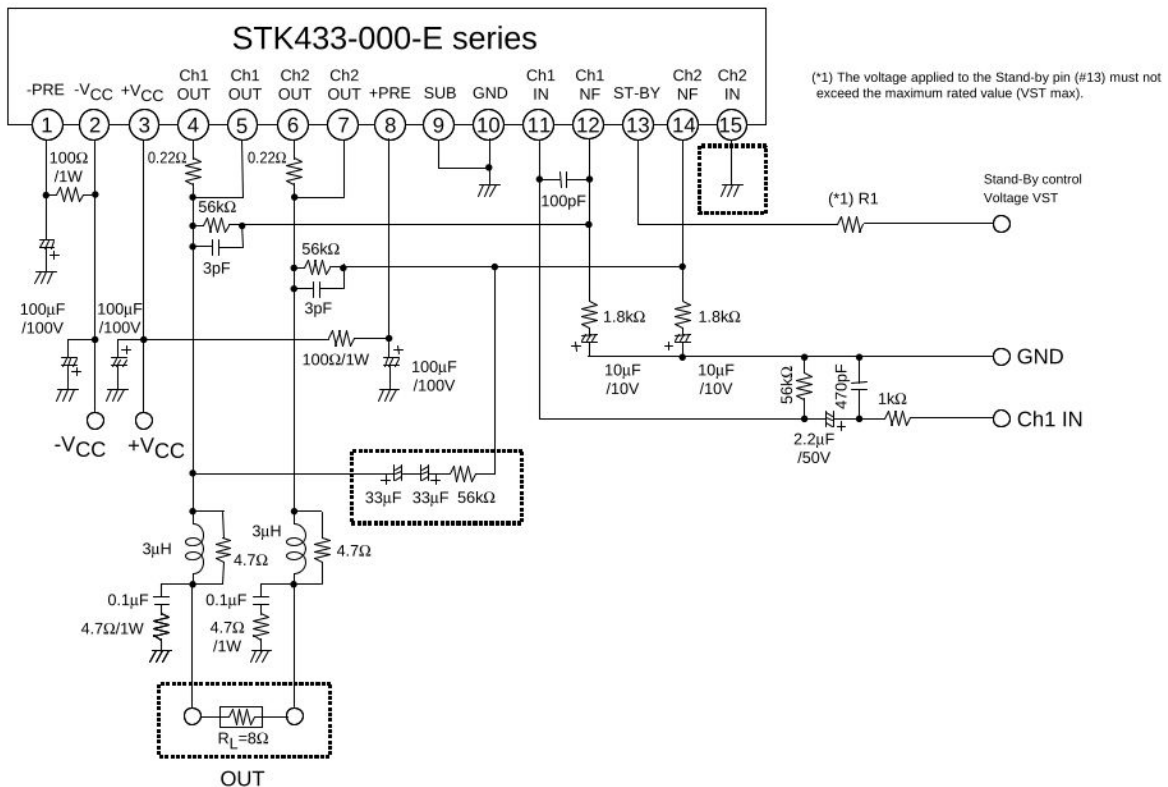 STK433-000-E series
-PRE
-VCC
+VCC
Ch1
OUT
Ch1
OUT
Ch2
OUT
Ch2
OUT
+PRE
SUB
GND
Ch1
IN
Ch1
NF
ST-BY
Ch2
NF
Ch2
IN
1
2
3
4
5
6
7
8
9
10
11
12
13
14
15
(*1) The voltage applied to the Stand-by pin (#13) must not
exceed the maximum rated value (VST max).
100Ω
/1W
0.22Ω
0.22Ω
100pF
Stand-By control
Voltage VST
(*1) R1
56kΩ
3pF
56kΩ
3pF
100µF
/100V
100µF
/100V
100Ω/1W
100µF
/100V
1.8kΩ
1.8kΩ
+
+
+
+
+
+
10µF
/10V
10µF
/10V
GND
56kΩ
470pF
1kΩ
+
Ch1 IN
2.2µF
/50V
-VCC
+VCC
+
+
33µF
33µF
56kΩ
3µH
4.7Ω
3µH
4.7Ω
0.1µF
4.7Ω/1W
0.1µF
4.7Ω
/1W
RL=8Ω
OUT